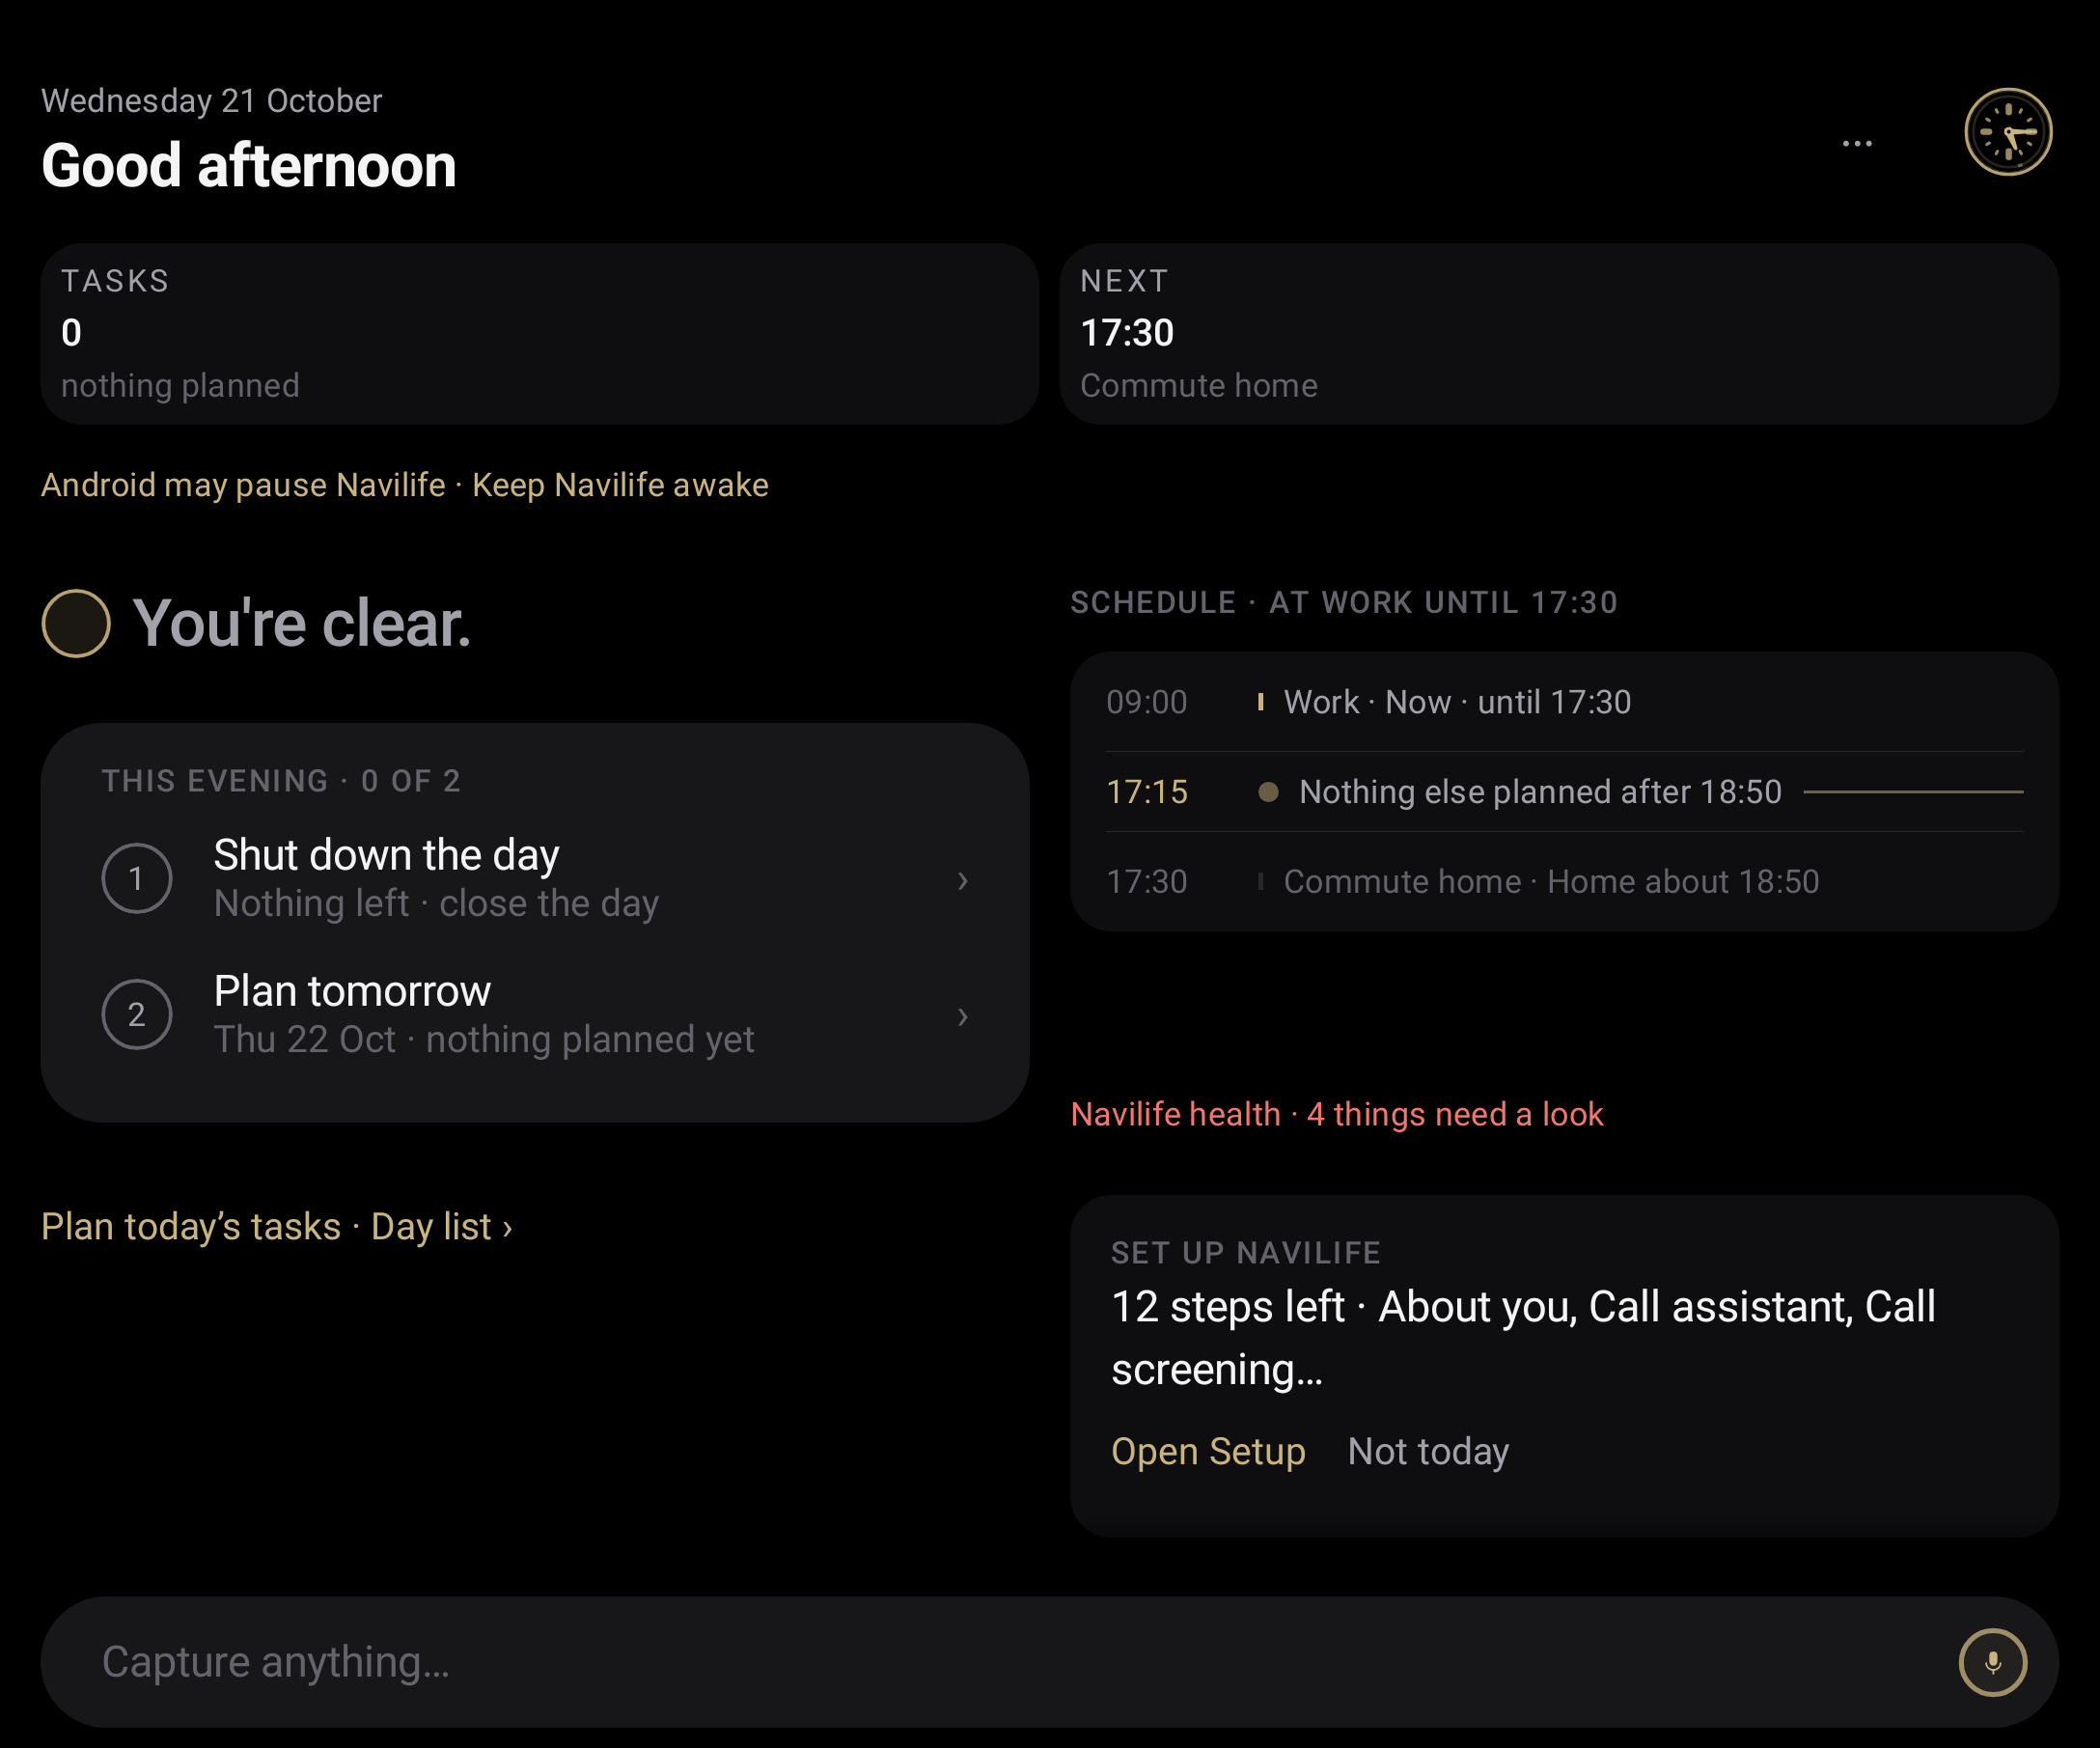 Wednesday 21 October
Good afternoon
...
TASKS
0
nothing planned
NEXT
17:30
Commute home
Android may pause Navilife · Keep Navilife awake
You're clear.
THIS EVENING · 0 OF 2
1
Shut down the day
Nothing left · close the day
›
2
Plan tomorrow
Thu 22 Oct · nothing planned yet
›
Plan today’s tasks · Day list ›
SCHEDULE · AT WORK UNTIL 17:30
09:00 Work · Now · until 17:30
17:15 Nothing else planned after 18:50
17:30 Commute home · Home about 18:50
Navilife health · 4 things need a look
SET UP NAVILIFE
12 steps left · About you, Call assistant, Call
screening…
Open Setup Not today
Capture anything…